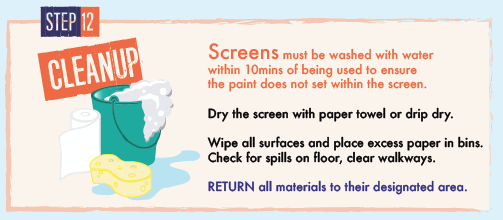 STEP 12
CLEANUP
Screens must be washed with water
within 10mins of being used to ensure
the paint does not set within the screen.
Dry the screen with paper towel or drip dry.
Wipe all surfaces and place excess paper in bins.
Check for spills on floor, clear walkways.
RETURN all materials to their designated area.